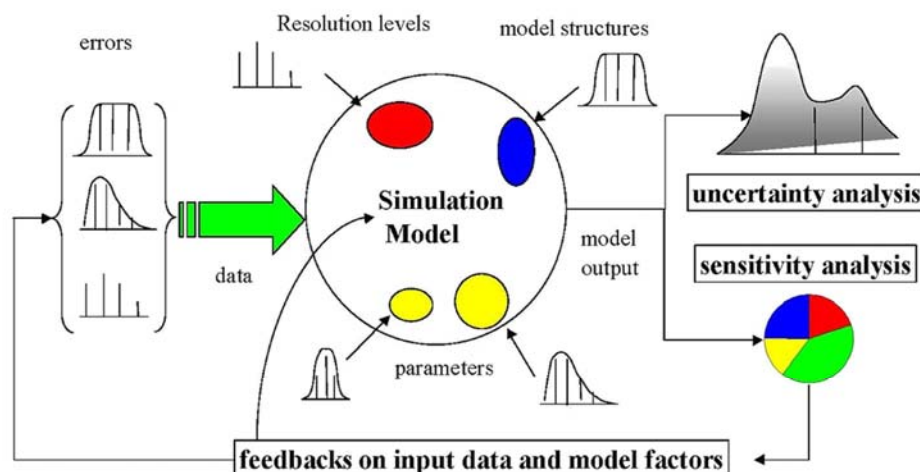 errors
Resolution levels
model structures
Simulation
Model
data
model
output
uncertainty analysis
sensitivity analysis
parameters
feedbacks on input data and model factors